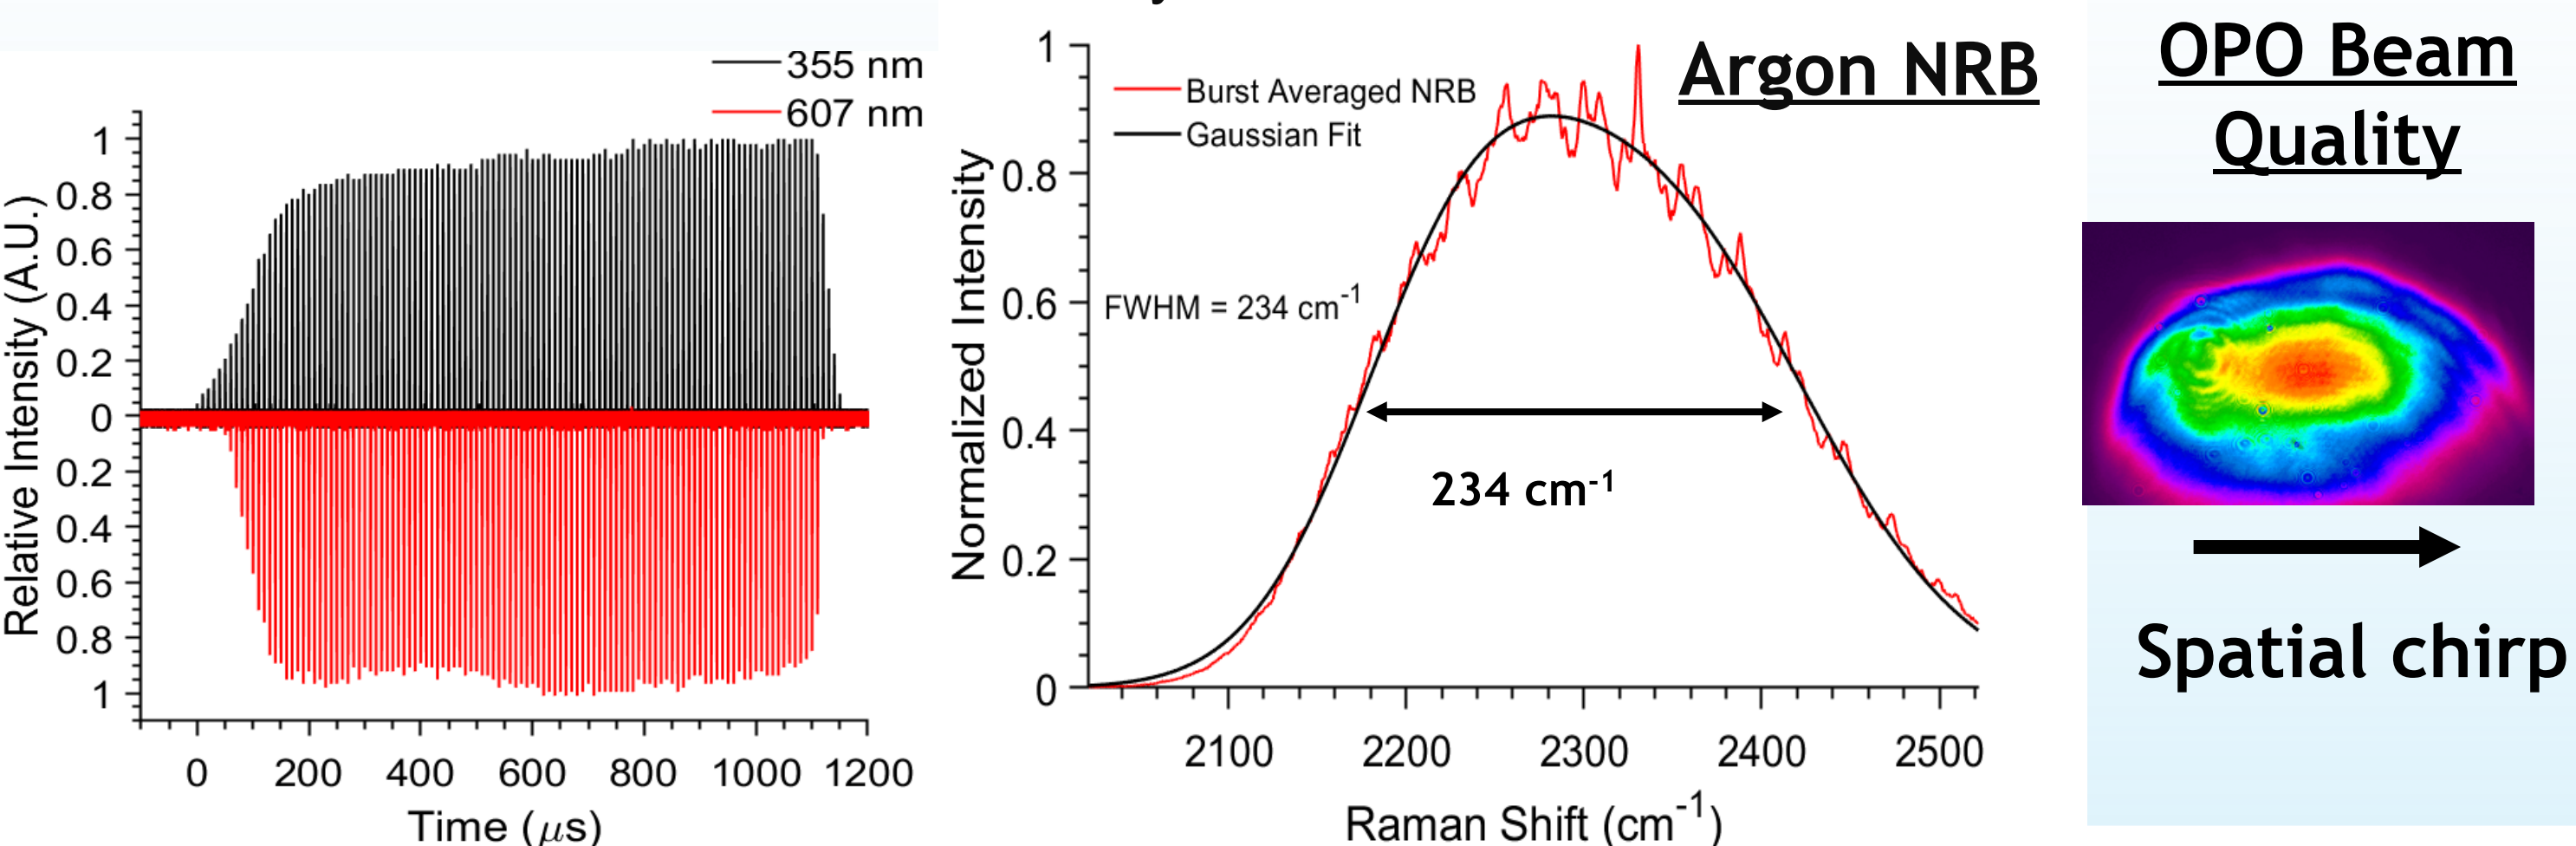 355 nm
607 nm
1
0.8
0.6
0.4
0.2
0
0.2
0.4
0.6
0.8
1
Relative Intensity (A.U.)
0 200 400 600 800 1000 1200
Time (μs)
Argon NRB
Burst Averaged NRB
Gaussian Fit
1
0.8
0.6
0.4
0.2
0
Normalized Intensity
FWHM = 234 cm⁻¹
234 cm⁻¹
2100 2200 2300 2400 2500
Raman Shift (cm⁻¹)
OPO Beam
Quality
Spatial chirp